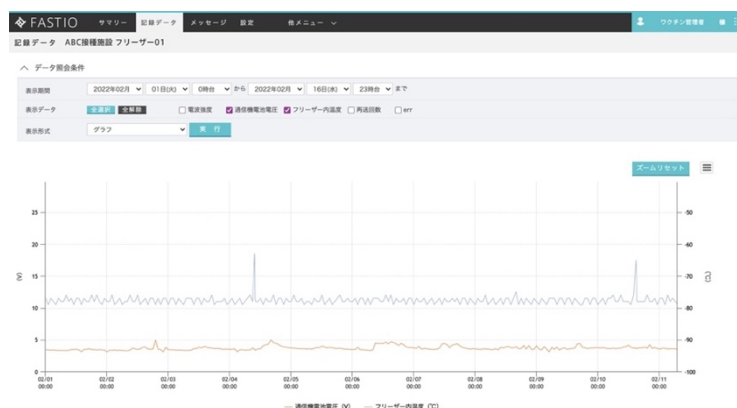 FASTIO サマリー 記録データ メッセージ 設定 他メニュー ワクチン管理者
記録データ ABC接種施設 フリーザー01
データ照会条件
表示期間 2022年02月 01日(火) 0時台 から 2022年02月 16日(水) 23時台 まで
表示データ 全選択 全解除 電波強度 通信機電池電圧 フリーザー内温度 再送回数 err
表示形式 グラフ 実 行
ズームリセット
25 -50
20 -60
(V) 15 -70 (℃)
10 -80
5 -90
0 -100
02/01 02/02 02/03 02/04 02/05 02/06 02/07 02/08 02/09 02/10 02/11
00:00 00:00 00:00 00:00 00:00 00:00 00:00 00:00 00:00 00:00 00:00
通信機電池電圧 (V) フリーザー内温度 (℃)